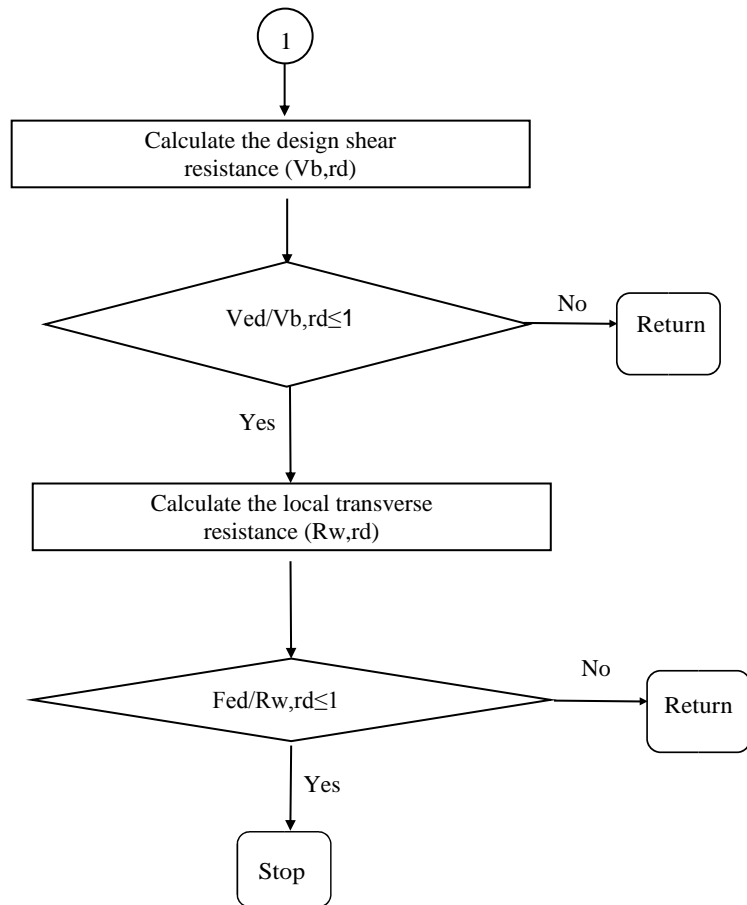 1
Calculate the design shear
resistance (Vb,rd)
Ved/Vb,rd≤1
No
Return
Yes
Calculate the local transverse
resistance (Rw,rd)
Fed/Rw,rd≤1
No
Return
Yes
Stop